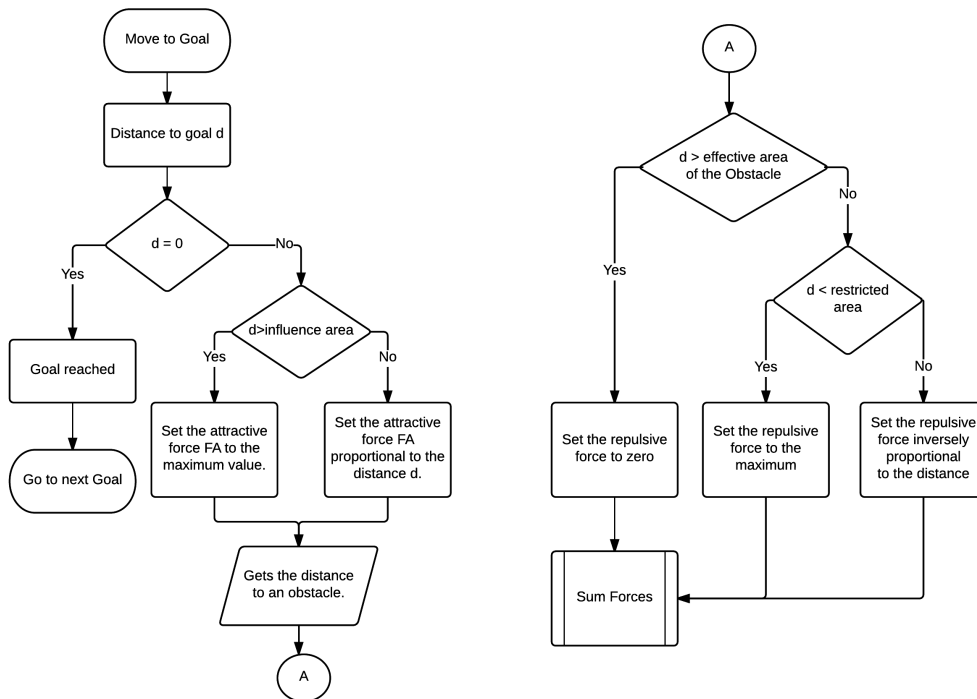 Move to Goal
Distance to goal d
d = 0
Yes
No
Goal reached
Go to next Goal
d>influence area
Yes
No
Set the attractive
force FA to the
maximum value.
Set the attractive
force FA
proportional to the
distance d.
Gets the distance
to an obstacle.
A
A
d > effective area
of the Obstacle
Yes
No
d < restricted
area
Yes
No
Set the repulsive
force to zero
Set the repulsive
force to the
maximum
Set the repulsive
force inversely
proportional
to the distance
Sum Forces